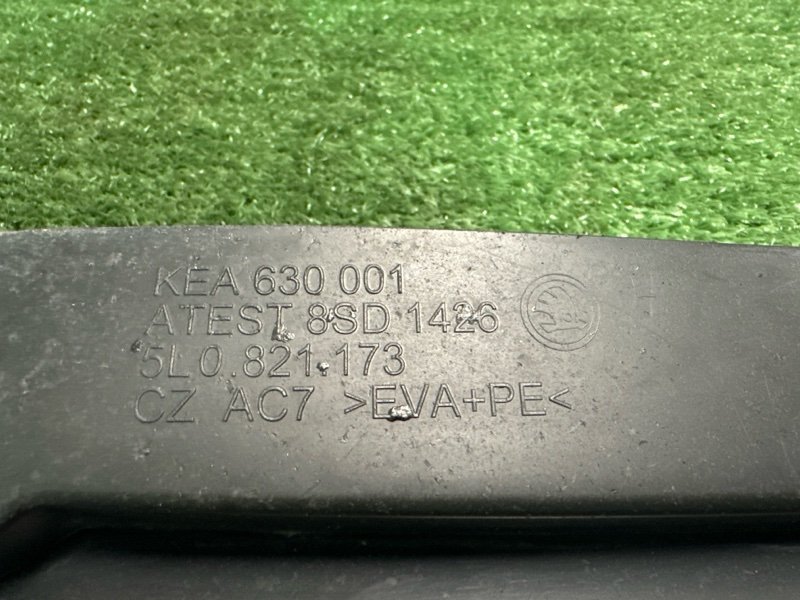 KEA 630 001
ATEST 8SD 1426
5L0.821.173
CZ AC7 >EVA+PE<